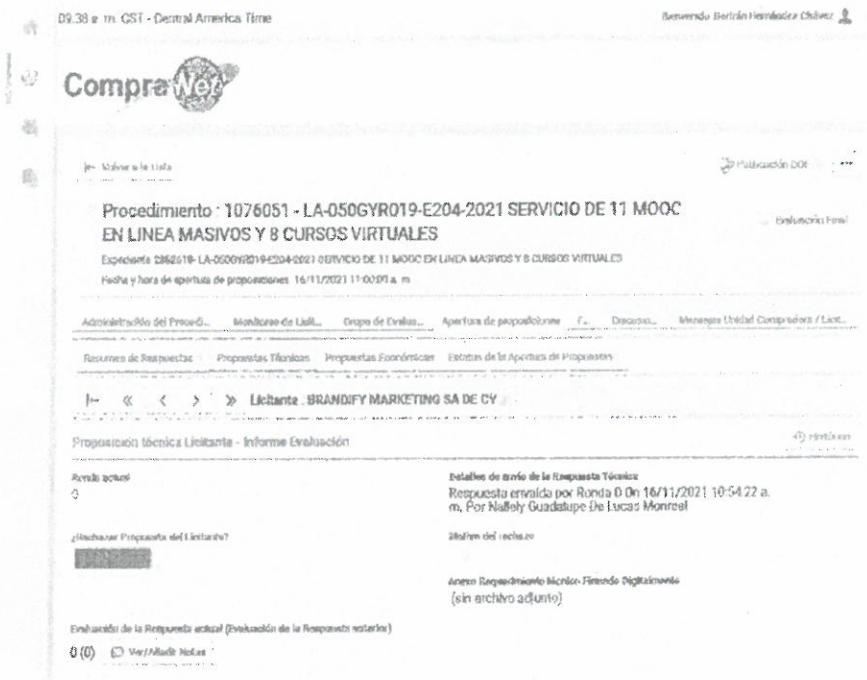 09.38 a. m. CST - Central America Time
Bienvenido Beltrán Hernández Chávez
CompraNet
Volver a la Lista
Publicación DOF
Procedimiento : 1076051 - LA-050GYR019-E204-2021 SERVICIO DE 11 MOOC
EN LINEA MASIVOS Y 8 CURSOS VIRTUALES
Evaluación Final
Expediente 2262618- LA-050GYR019-E204-2021 SERVICIO DE 11 MOOC EN LINEA MASIVOS Y 8 CURSOS VIRTUALES
Fecha y hora de apertura de proposiciones 16/11/2021 11:00:00 a. m
Administración del Procedi... Monitoreo de Licit... Grupo de Evalua... Apertura de proposiciones Discusio... Mensajes Unidad Compradora / Licit...
Resumen de Respuestas Propuestas Técnicas Propuestas Económicas Estatus de la Apertura de Propuestas
Licitante : BRANDIFY MARKETING SA DE CV
Proposición técnica Licitante - Informe Evaluación
Ronda actual
0
Detalles de envío de la Respuesta Técnica
Respuesta enviada por Ronda 0 On 16/11/2021 10:54:22 a.
m, Por Nallely Guadalupe De Lucas Monreal
¿Rechazar Propuesta del Licitante?
Motivo del rechazo
Anexo Requerimiento técnico Firmado Digitalmente
(sin archivo adjunto)
Evaluación de la Respuesta actual (Evaluación de la Respuesta anterior)
0 (0) Ver/Añadir Notas